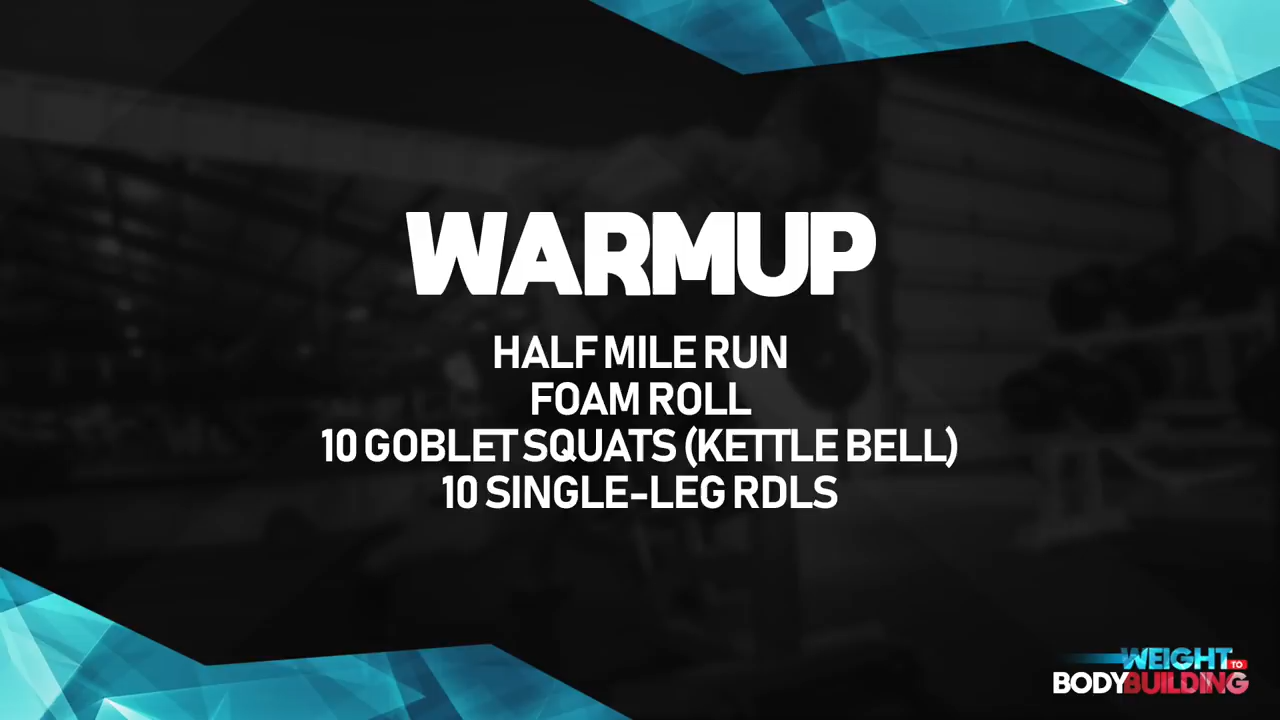 WARMUP
HALF MILE RUN
FOAM ROLL
10 GOBLET SQUATS (KETTLE BELL)
10 SINGLE-LEG RDLS
WEIGHT TO
BODYBUILDING